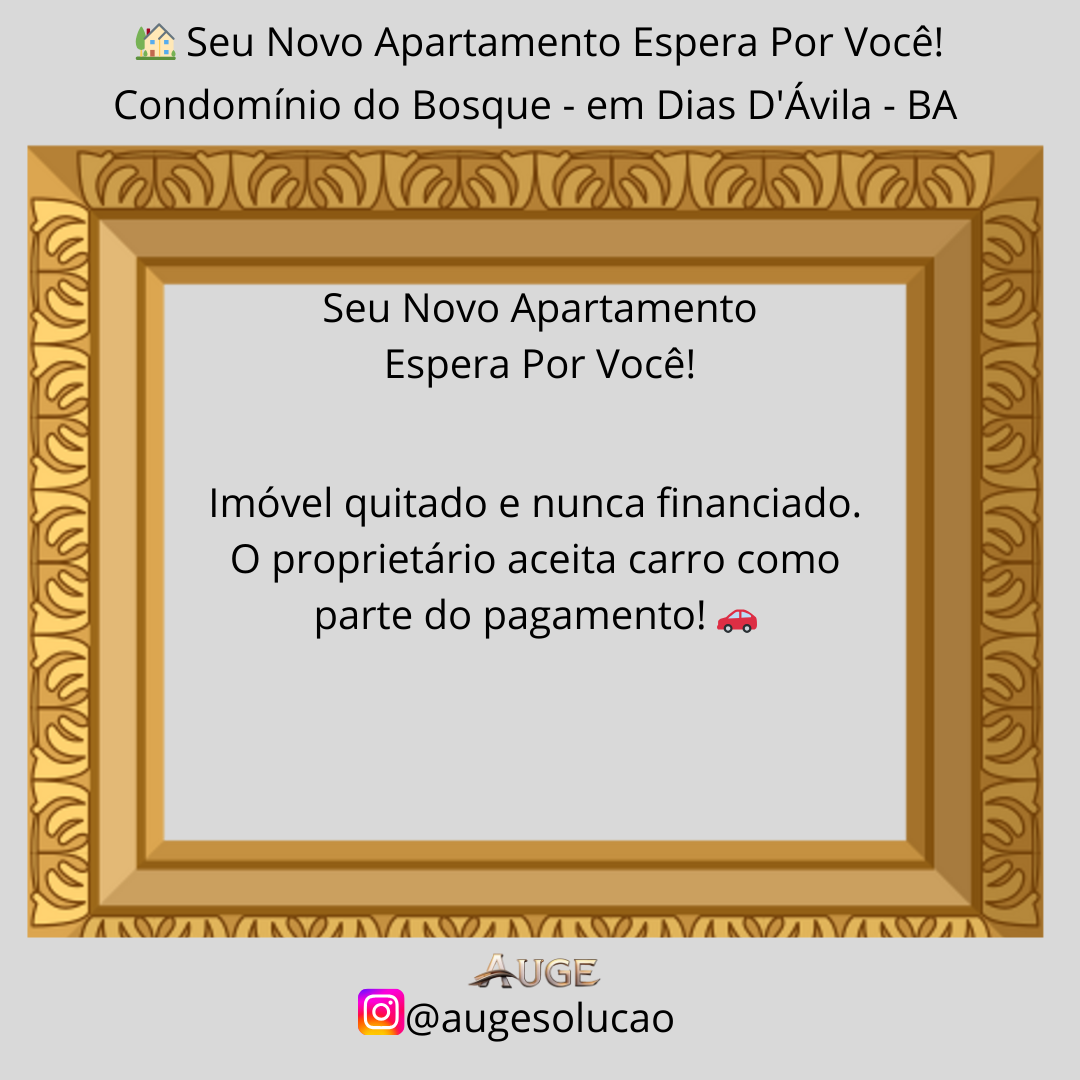 🏡 Seu Novo Apartamento Espera Por Você!
Condomínio do Bosque - em Dias D'Ávila - BA
Seu Novo Apartamento
Espera Por Você!
Imóvel quitado e nunca financiado.
O proprietário aceita carro como
parte do pagamento! 🚗
AUGE
@augesolucao